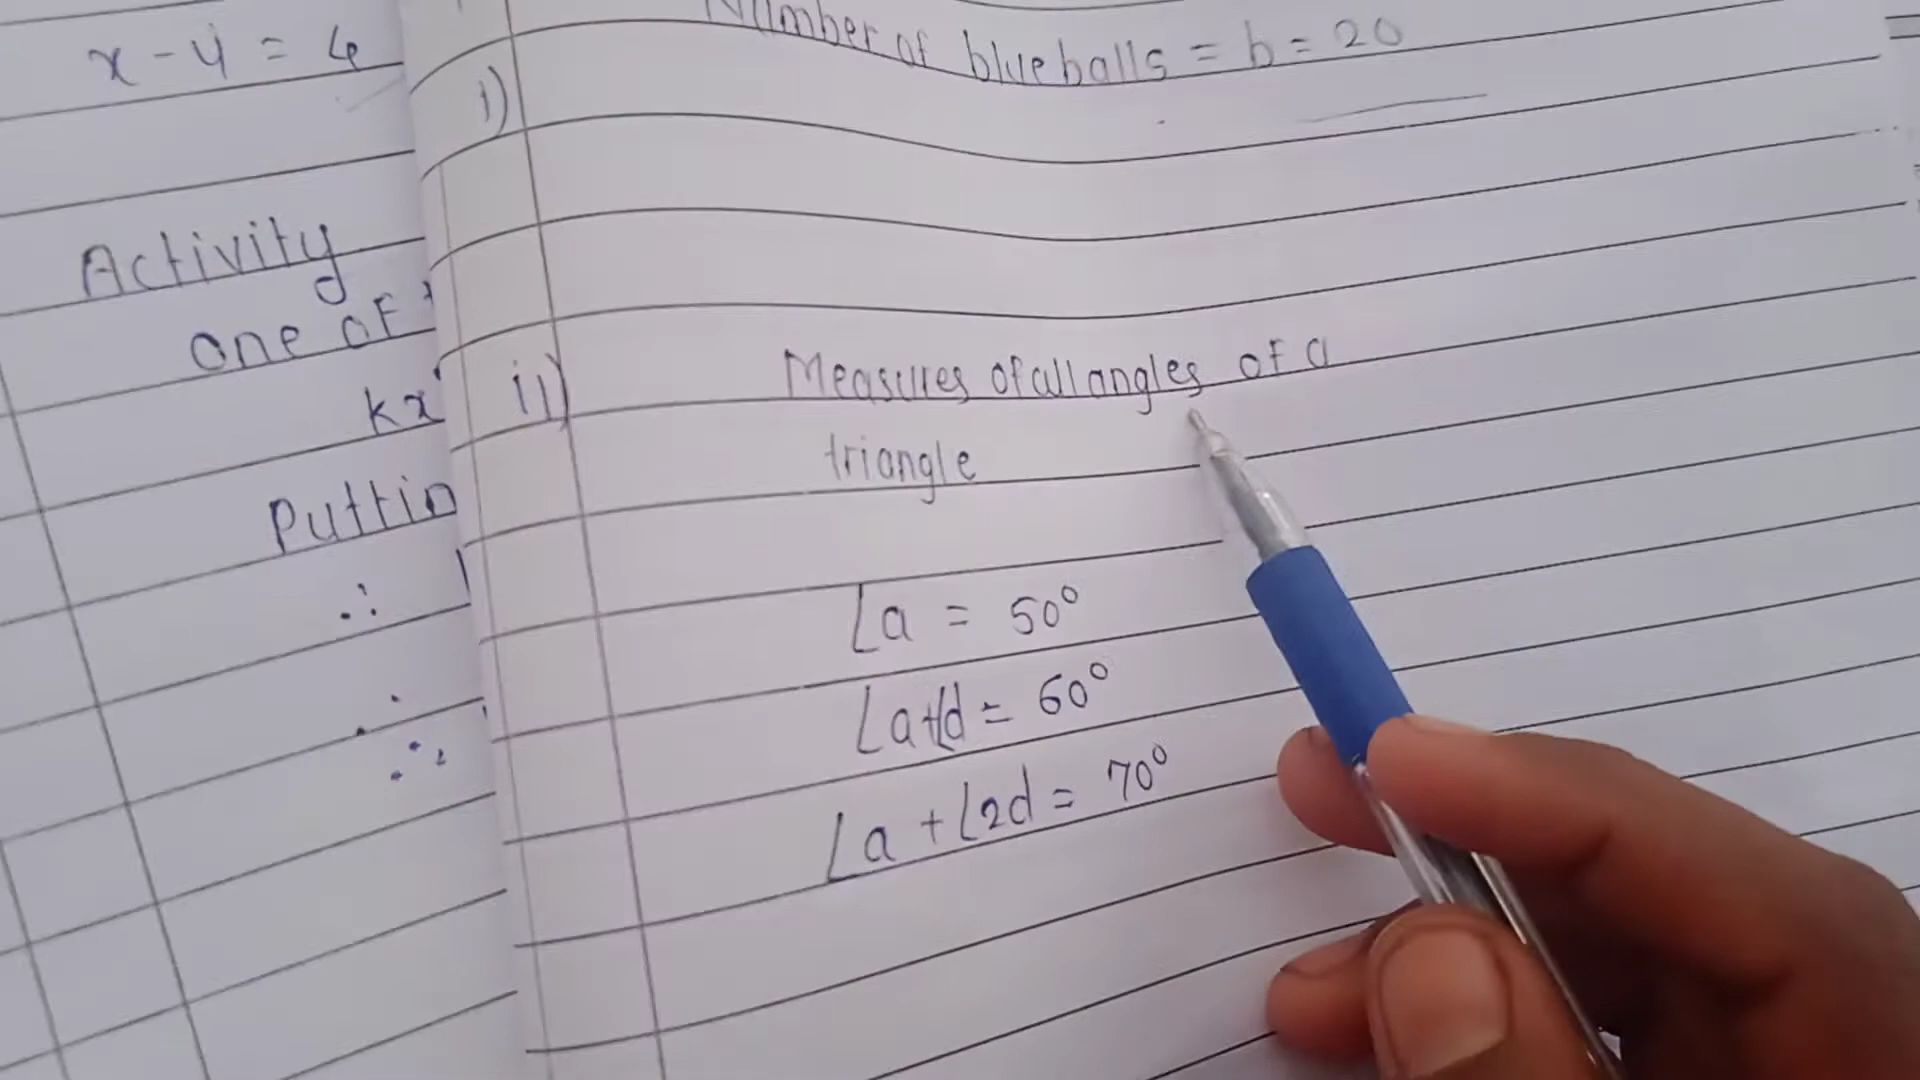 x - y = 4
Activity
one of
kx
Puttin
∴
∴
∴
Number of blue balls = b = 20
i)
ii) Measures of all angles of a
triangle
∠a = 50°
∠a+∠d = 60°
∠a + ∠2d = 70°